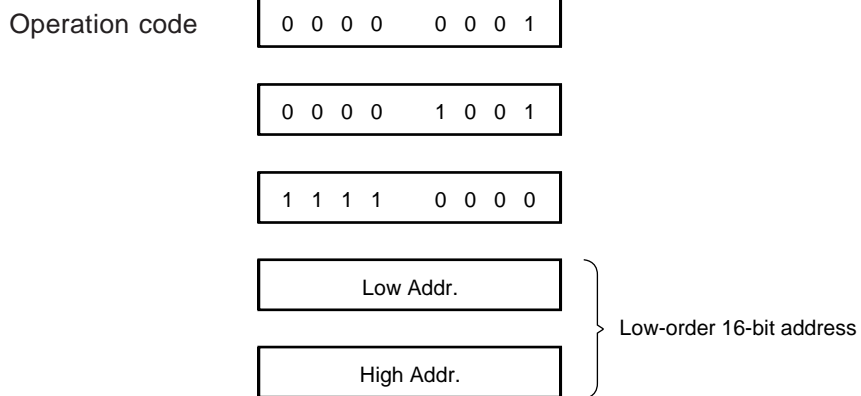 Operation code 0 0 0 0 0 0 0 1
0 0 0 0 1 0 0 1
1 1 1 1 0 0 0 0
Low Addr.
Low-order 16-bit address
High Addr.